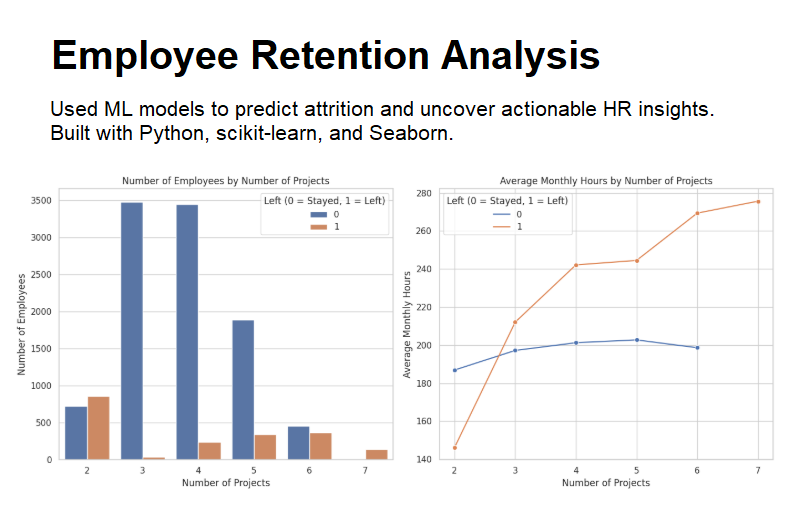 Employee Retention Analysis
Used ML models to predict attrition and uncover actionable HR insights.
Built with Python, scikit-learn, and Seaborn.
Number of Employees by Number of Projects
Left (0 = Stayed, 1 = Left)
0
1
Number of Employees
3500
3000
2500
2000
1500
1000
500
0
2 3 4 5 6 7
Number of Projects
Average Monthly Hours by Number of Projects
Left (0 = Stayed, 1 = Left)
0
1
Average Monthly Hours
280
260
240
220
200
180
160
140
2 3 4 5 6 7
Number of Projects